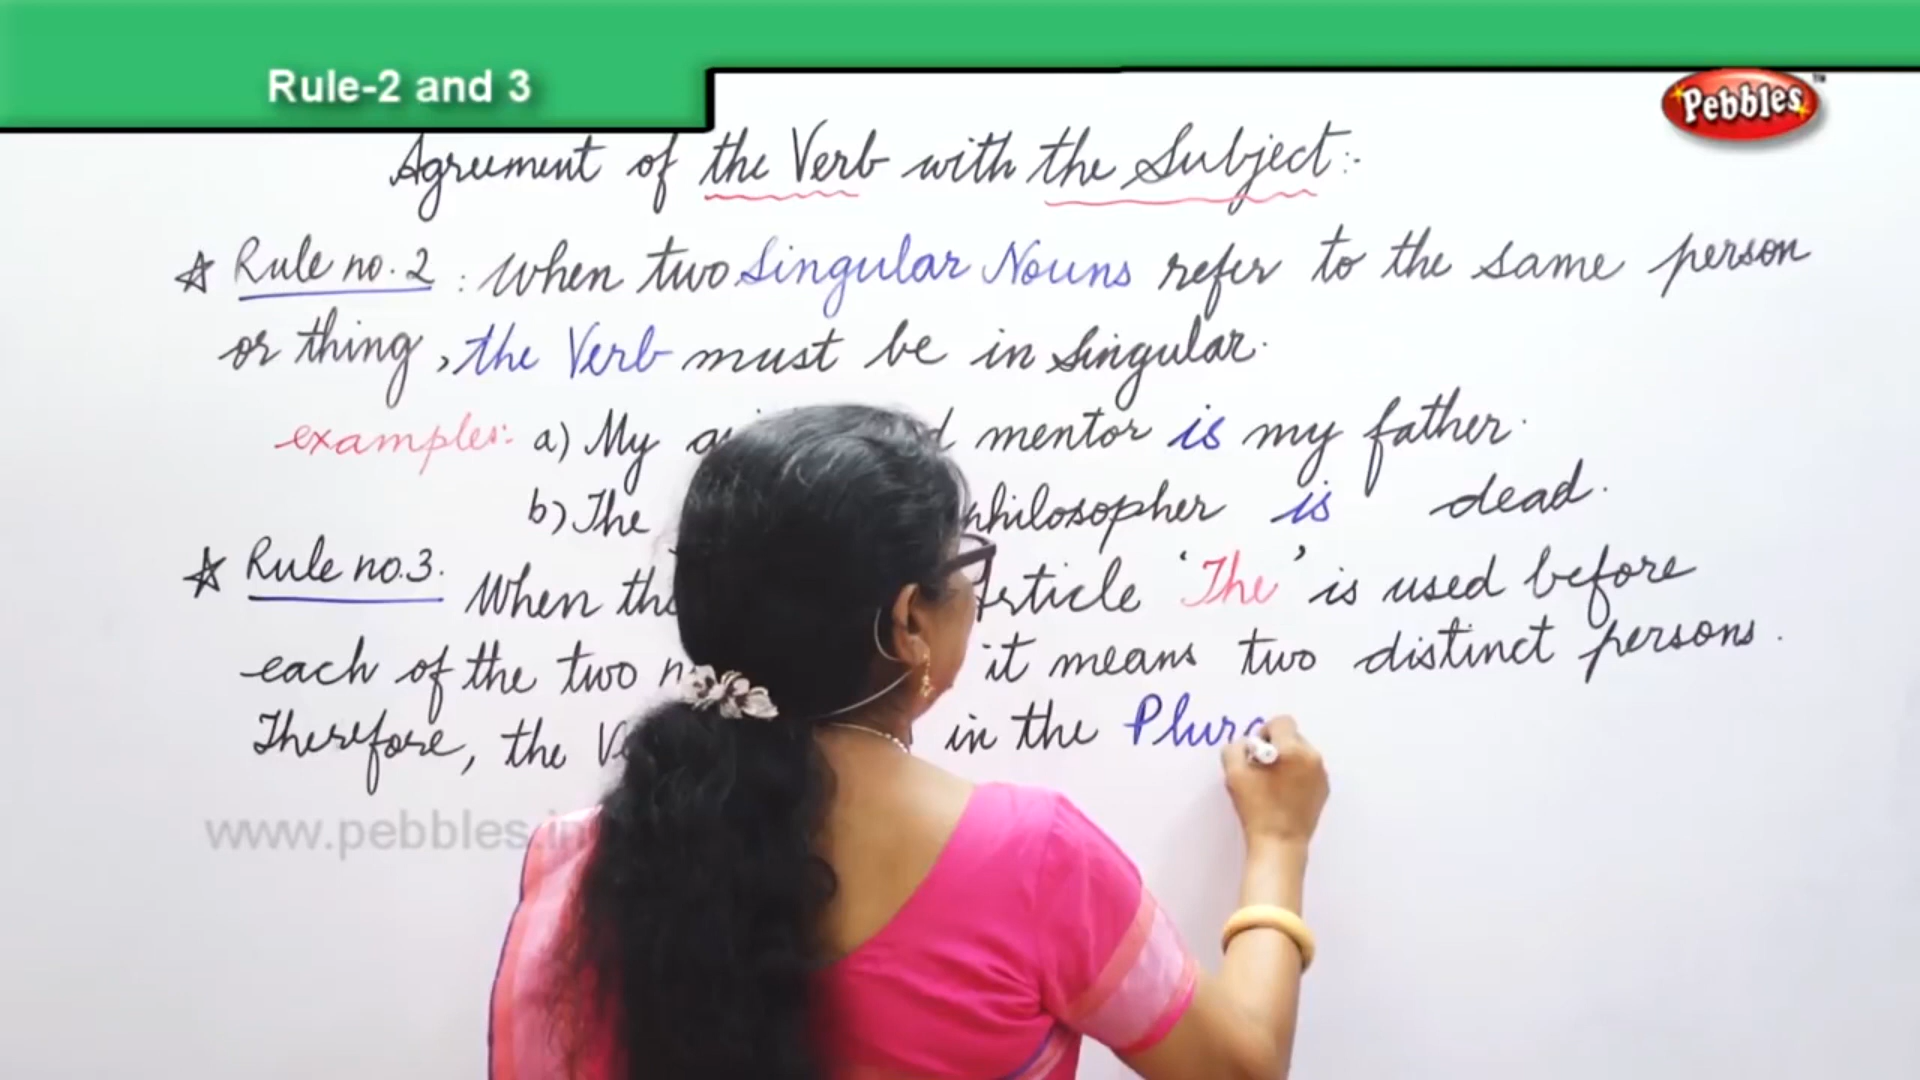 Rule-2 and 3
Pebbles TM
Agreement of the Verb with the Subject:-
Rule no. 2 : When two Singular Nouns refer to the same person
or thing, the Verb must be in Singular.
examples:- a) My mentor is my father.
b) The philosopher is dead.
Rule no.3. When the Article 'The' is used before
each of the two it means two distinct persons.
Therefore, the in the Plura
www.pebbles.in